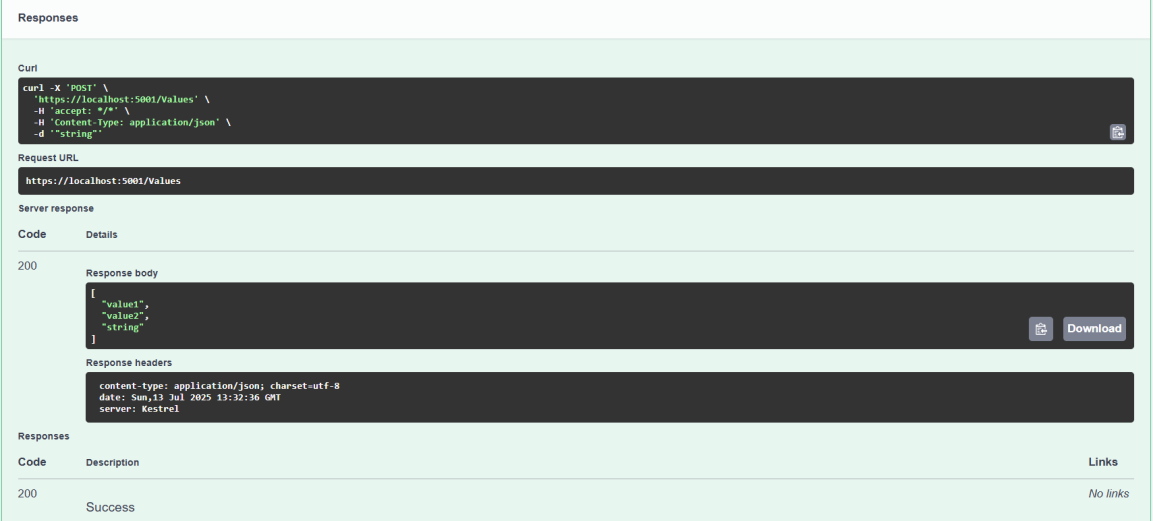 Responses
Curl
curl -X 'POST' \
'https://localhost:5001/Values' \
-H 'accept: */*' \
-H 'Content-Type: application/json' \
-d '"string"'
Request URL
https://localhost:5001/Values
Server response
Code Details
200
Response body
[
"value1",
"value2",
"string"
]
Download
Response headers
content-type: application/json; charset=utf-8
date: Sun,13 Jul 2025 13:32:36 GMT
server: Kestrel
Responses
Code Description Links
200 No links
Success